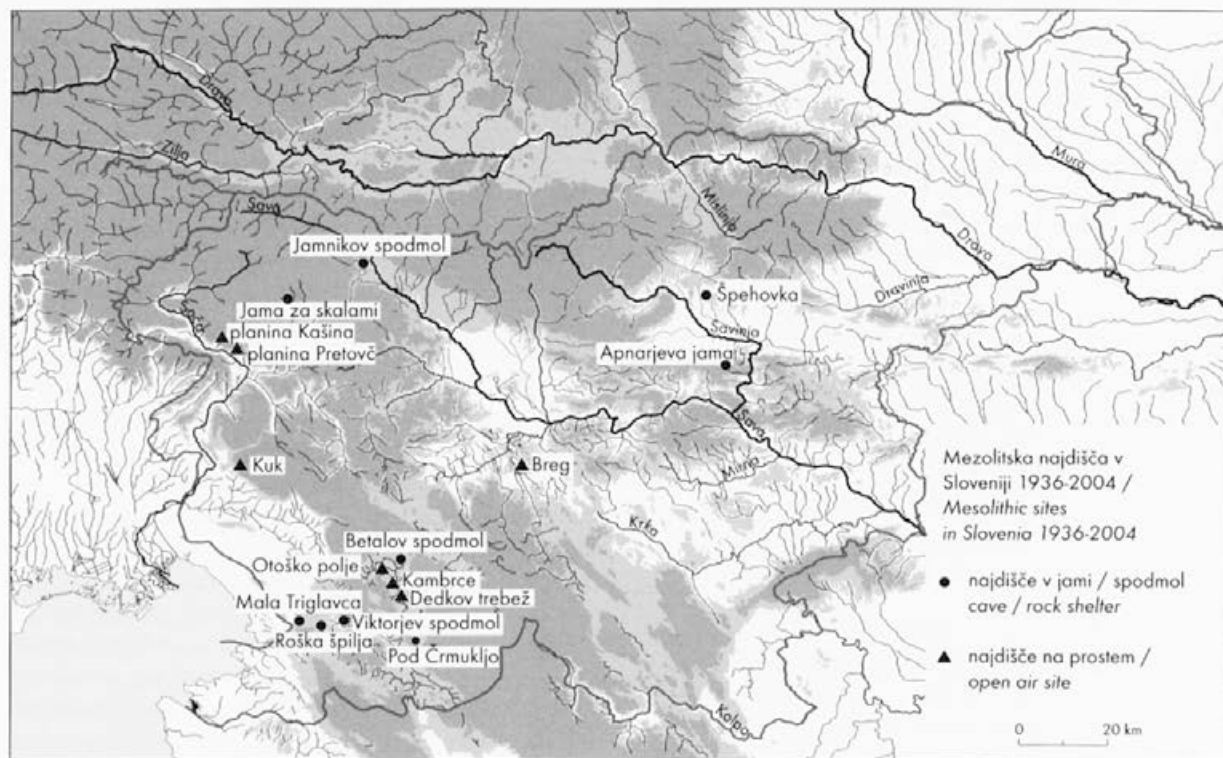 Drava
Zilja
Sava
Mislinja
Mura
Drava
Dravinja
Jamnikov spodmol
Špehovka
Jama za skalami
Soča
planina Kašina
planina Pretovč
Savinja
Apnarjeva jama
Sava
Kuk
Breg
Mirna
Krka
Betalov spodmol
Otoško polje
Kambrce
Dedkov trebež
Mala Triglavca
Viktorjev spodmol
Roška špilja
Pod Črmukljo
Kolpa
Mezolitska najdišča v
Sloveniji 1936-2004 /
Mesolithic sites
in Slovenia 1936-2004
najdišče v jami / spodmol
cave / rock shelter
najdišče na prostem /
open air site
0 20 km